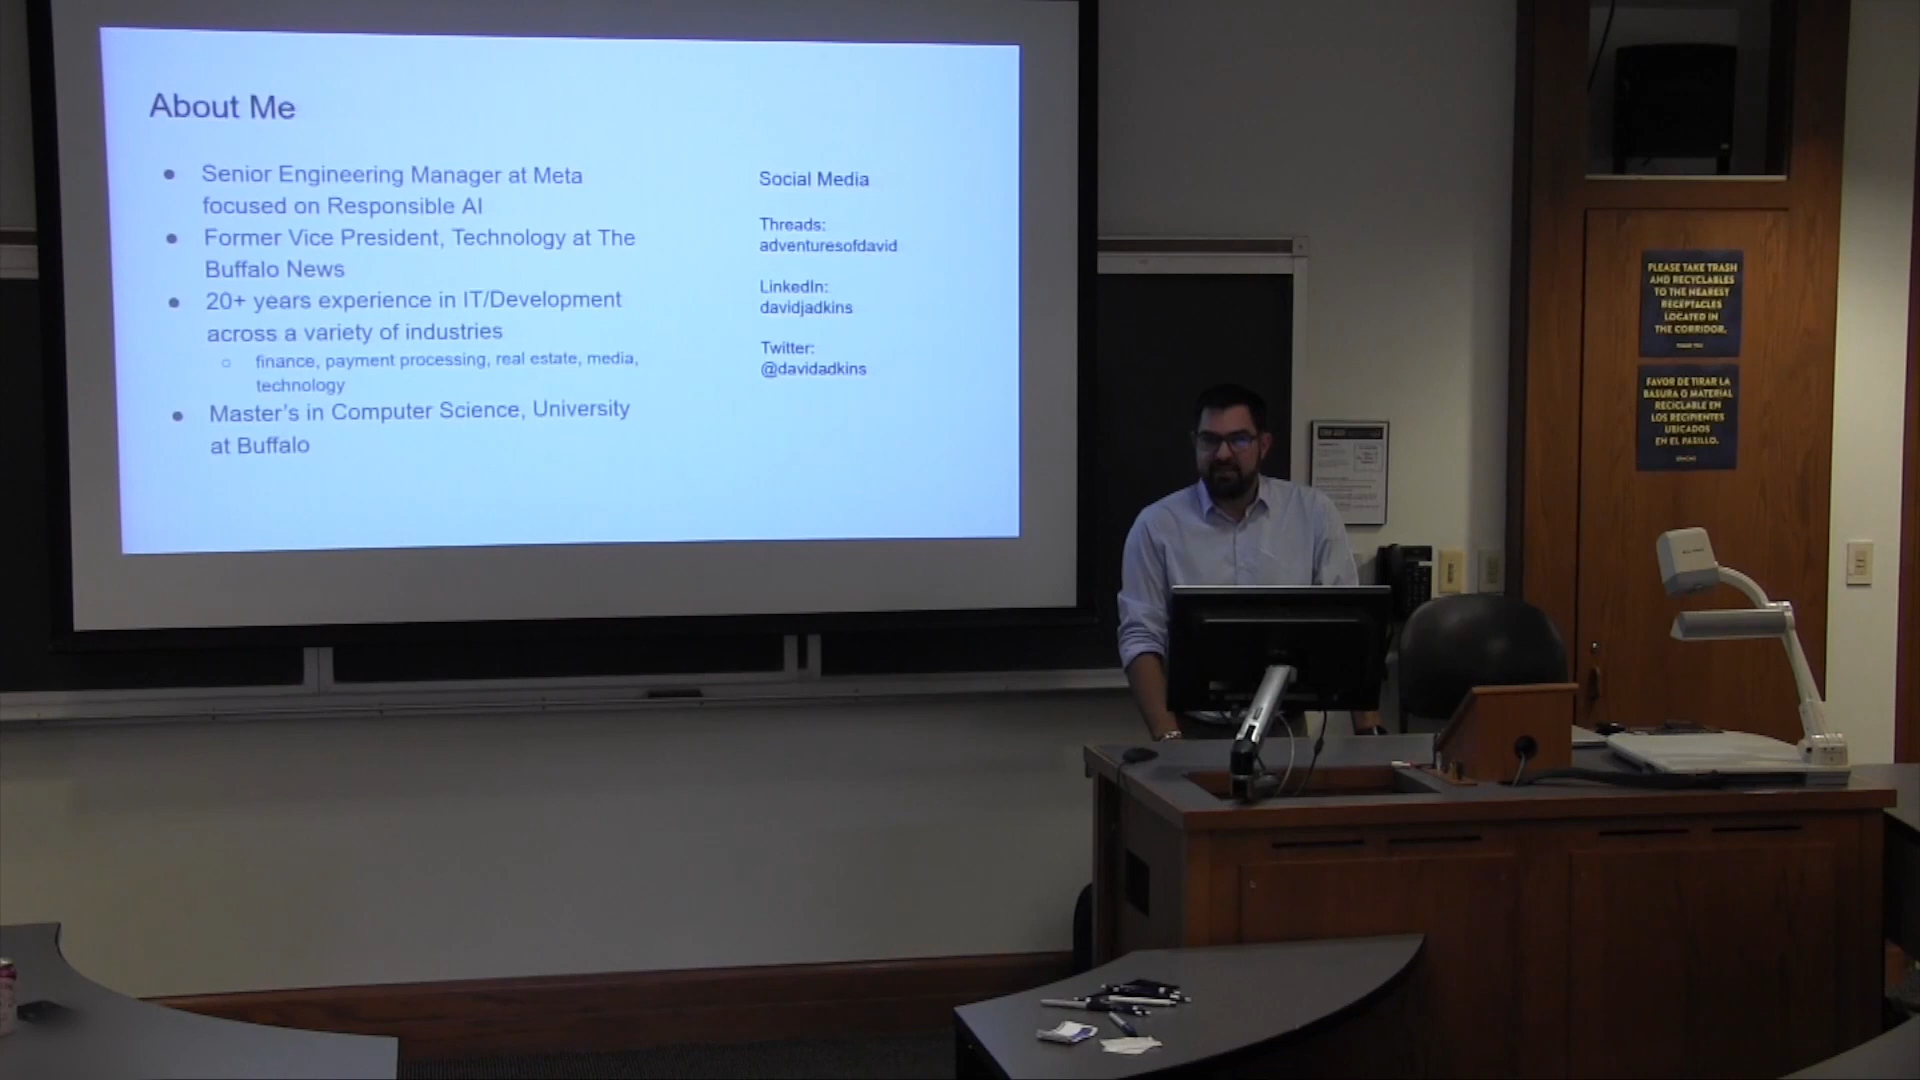 About Me
Senior Engineering Manager at Meta
focused on Responsible AI
Former Vice President, Technology at The
Buffalo News
20+ years experience in IT/Development
across a variety of industries
finance, payment processing, real estate, media,
technology
Master's in Computer Science, University
at Buffalo
Social Media
Threads:
adventuresofdavid
LinkedIn:
davidjadkins
Twitter:
@davidadkins
PLEASE TAKE TRASH
AND RECYCLABLES
TO THE NEAREST
RECEPTACLES
LOCATED IN
THE CORRIDOR.
FAVOR DE TIRAR LA
BASURA O MATERIAL
RECICLABLE EN
LOS RECIPIENTES
UBICADOS
EN EL PASILLO.